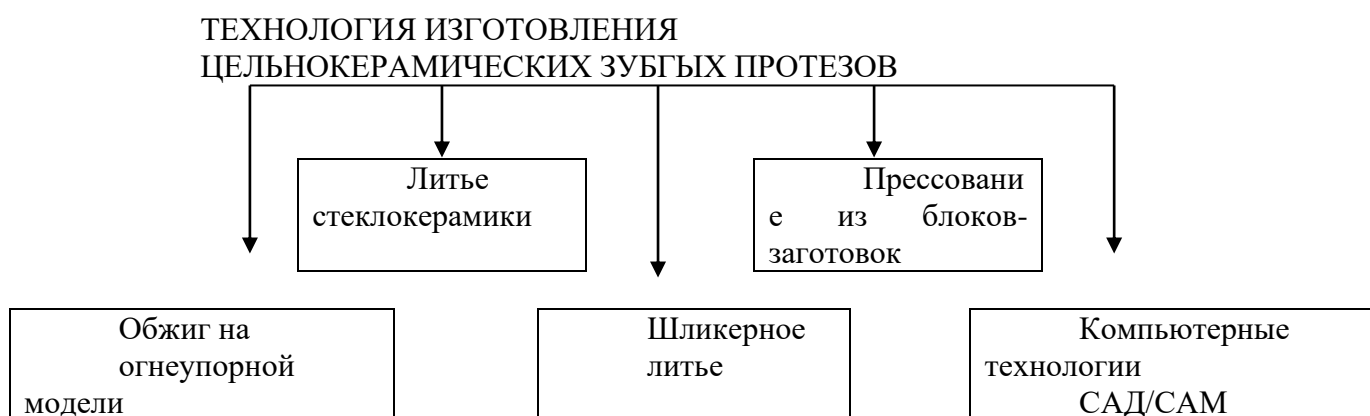 ТЕХНОЛОГИЯ ИЗГОТОВЛЕНИЯ
ЦЕЛЬНОКЕРАМИЧЕСКИХ ЗУБГЫХ ПРОТЕЗОВ
Литье
стеклокерамики
Прессовани
е из блоков-
заготовок
Обжиг на
огнеупорной
модели
Шликерное
литье
Компьютерные
технологии
САД/САМ